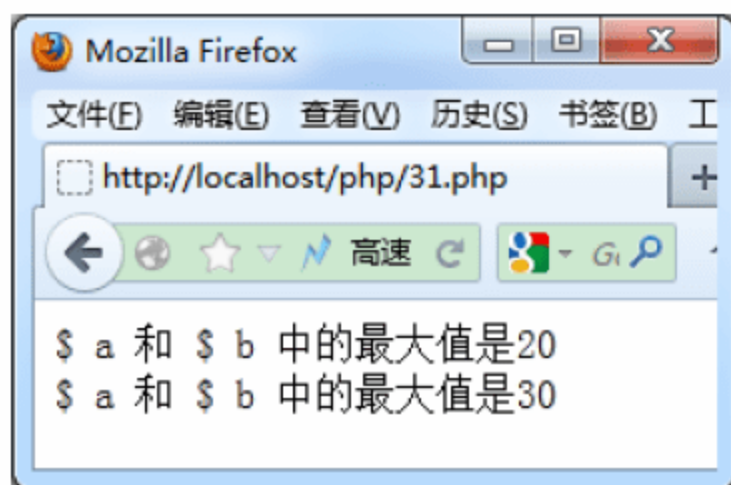 Mozilla Firefox
文件(F) 编辑(E) 查看(V) 历史(S) 书签(B) 工
http://localhost/php/31.php
高速 G
$ a 和 $ b 中的最大值是20
$ a 和 $ b 中的最大值是30